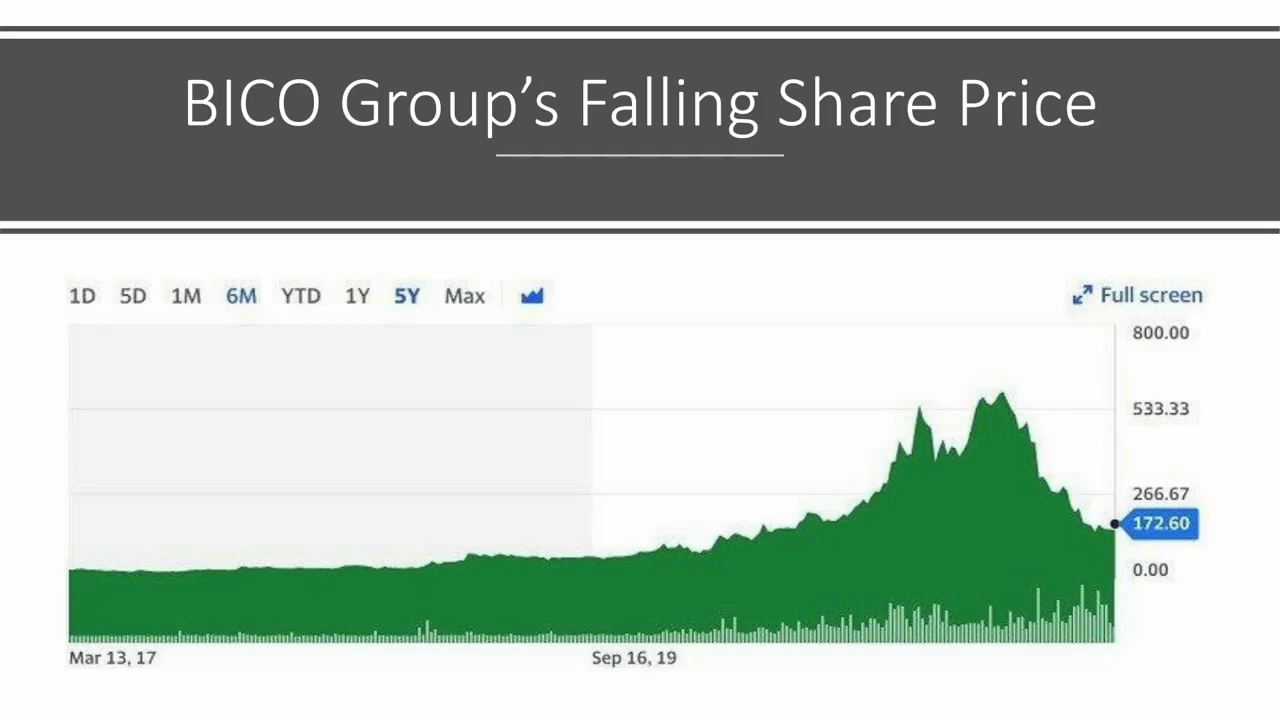 BICO Group’s Falling Share Price
1D 5D 1M 6M YTD 1Y 5Y Max
Full screen
800.00
533.33
266.67
172.60
0.00
Mar 13, 17 Sep 16, 19